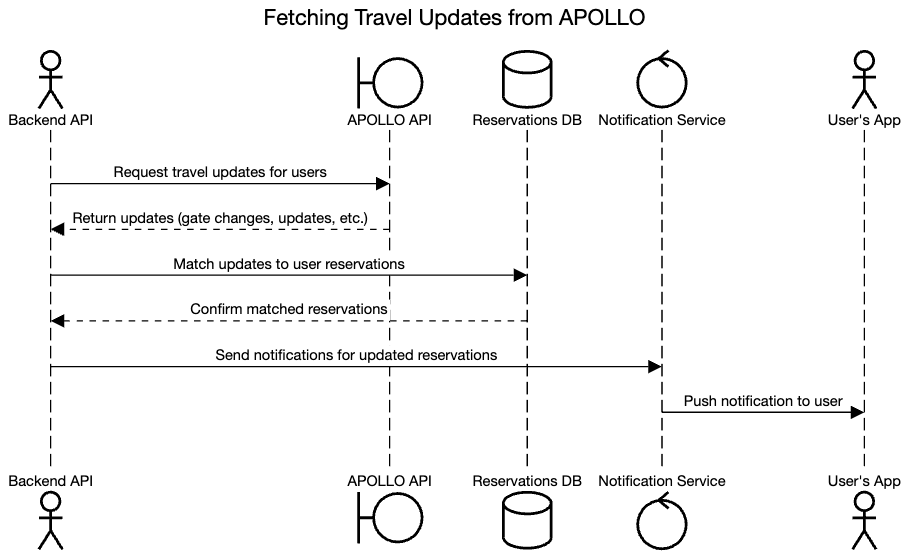 Fetching Travel Updates from APOLLO
Backend API
APOLLO API
Reservations DB
Notification Service
User's App
Request travel updates for users
Return updates (gate changes, updates, etc.)
Match updates to user reservations
Confirm matched reservations
Send notifications for updated reservations
Push notification to user
Backend API
APOLLO API
Reservations DB
Notification Service
User's App